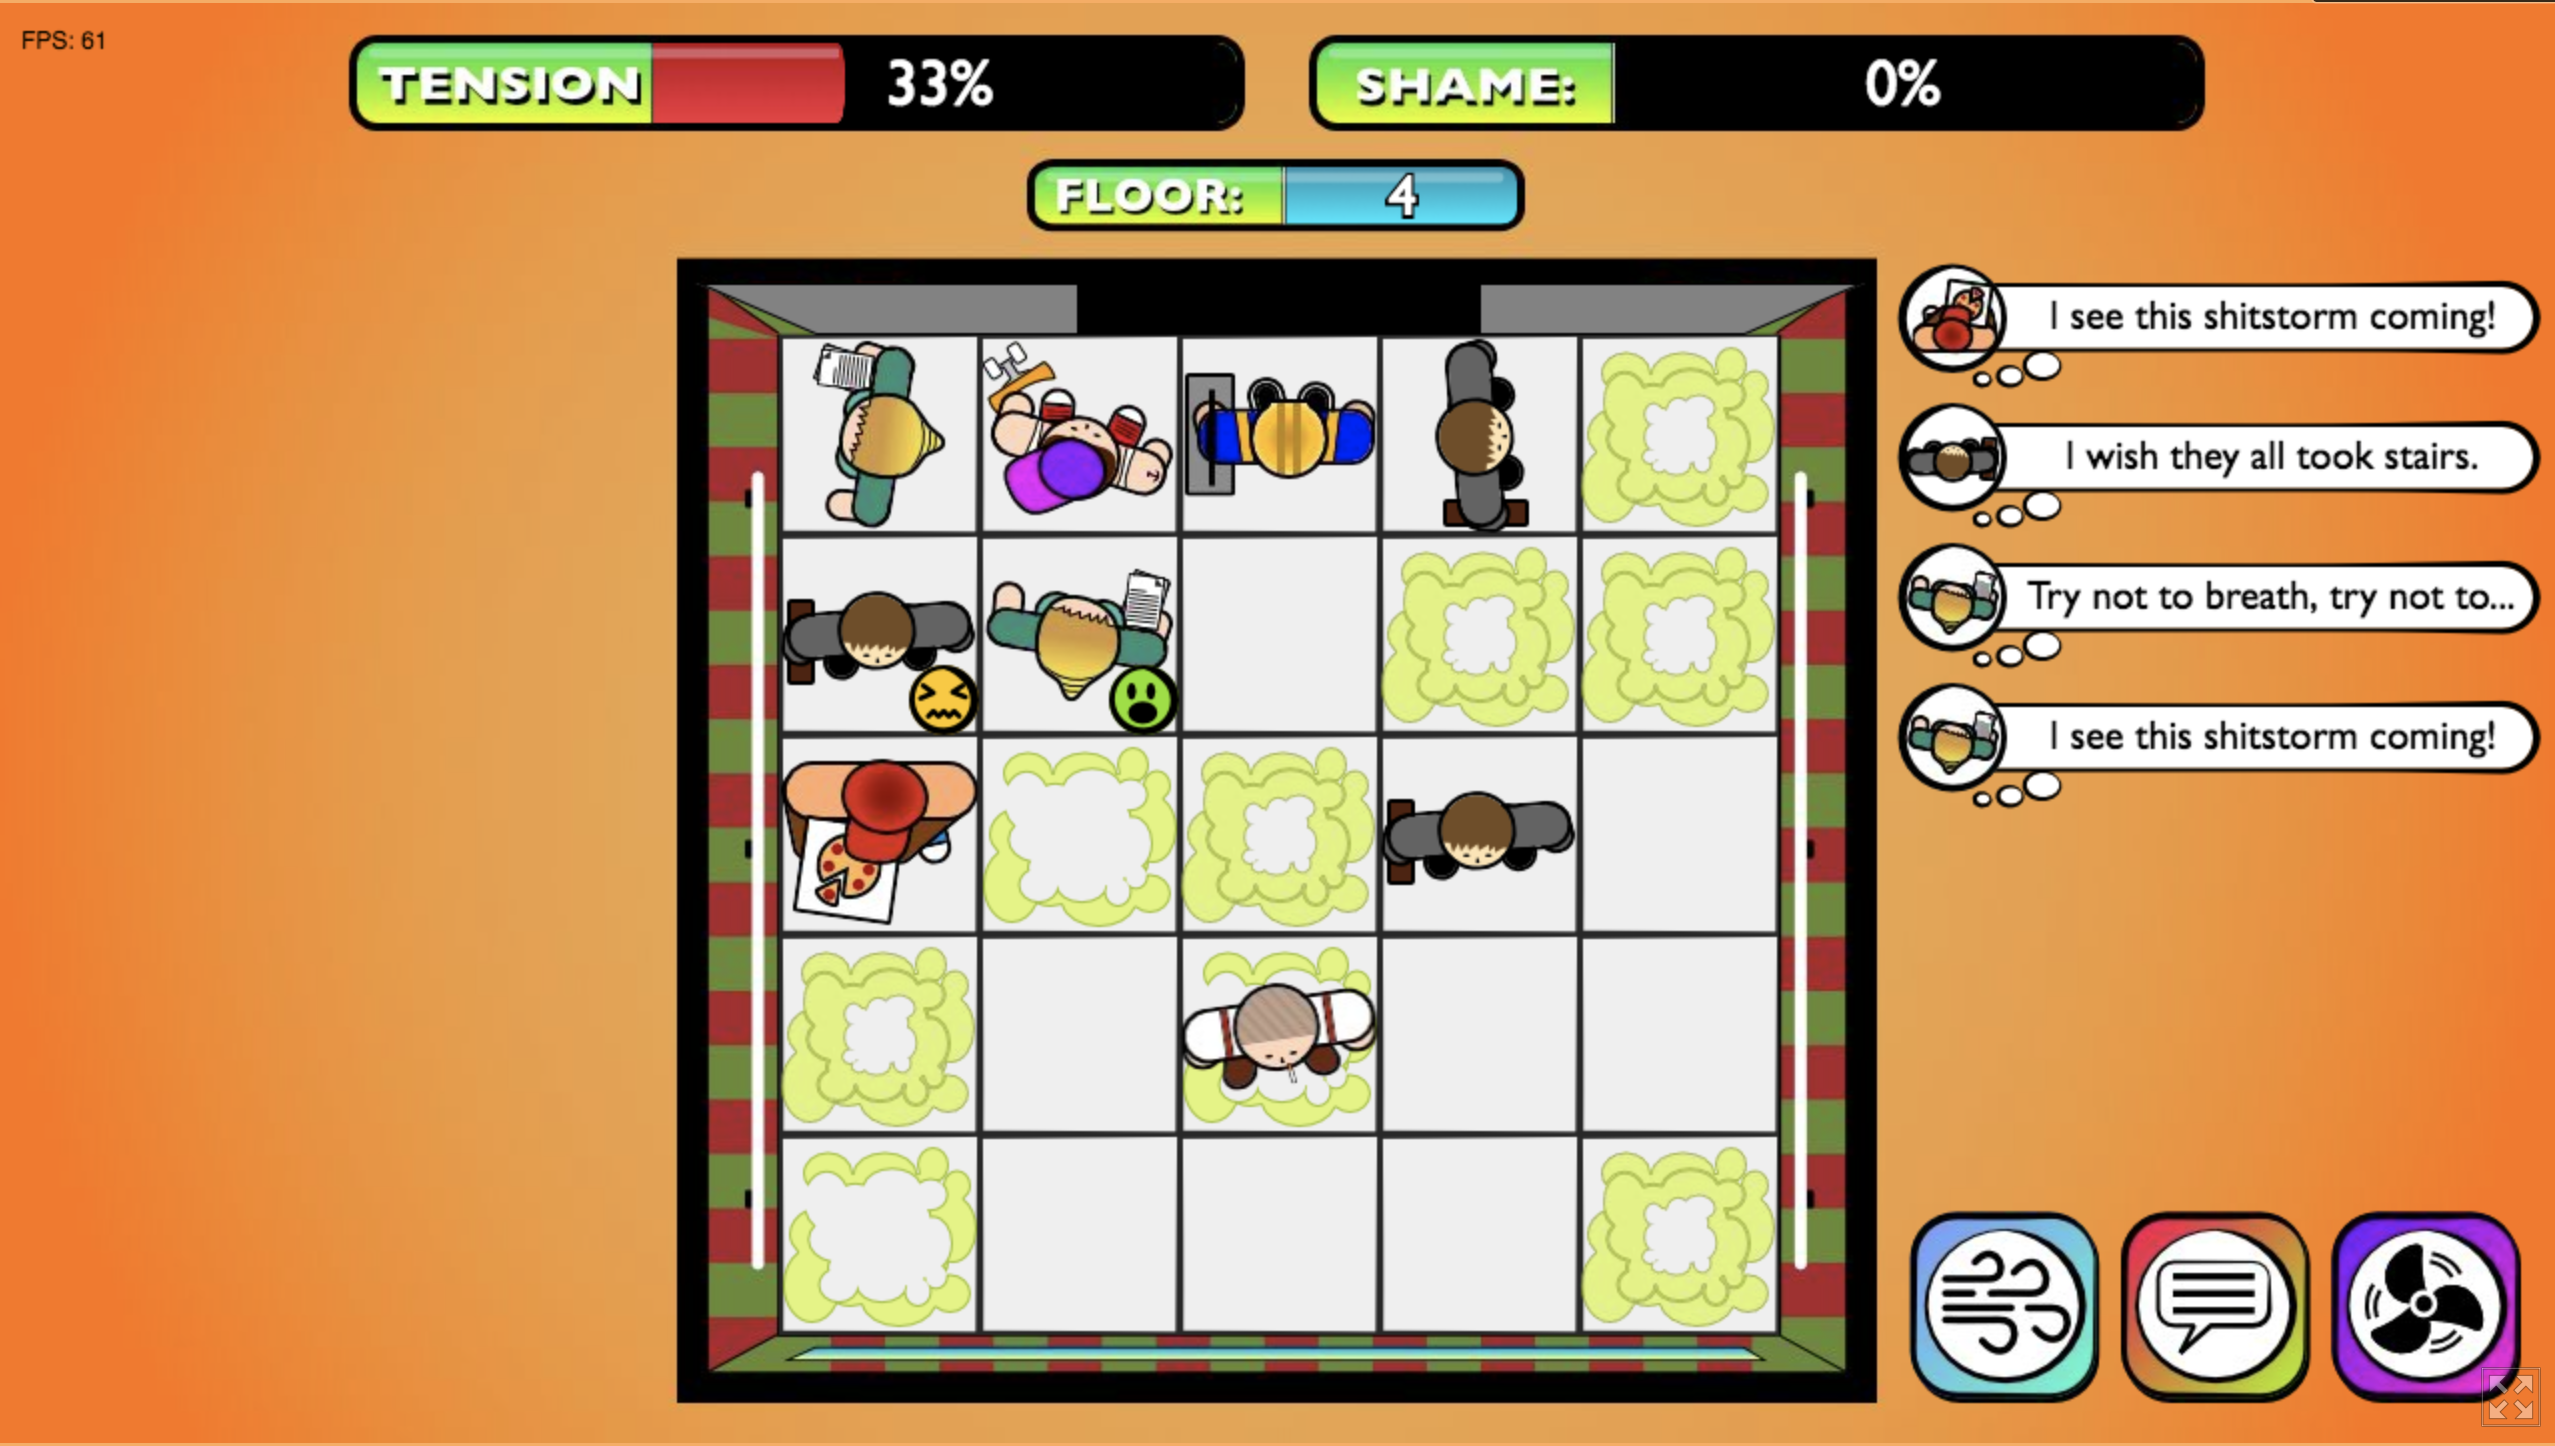 FPS: 61
TENSION 33%
SHAME: 0%
FLOOR: 4
I see this shitstorm coming!
I wish they all took stairs.
Try not to breath, try not to...
I see this shitstorm coming!